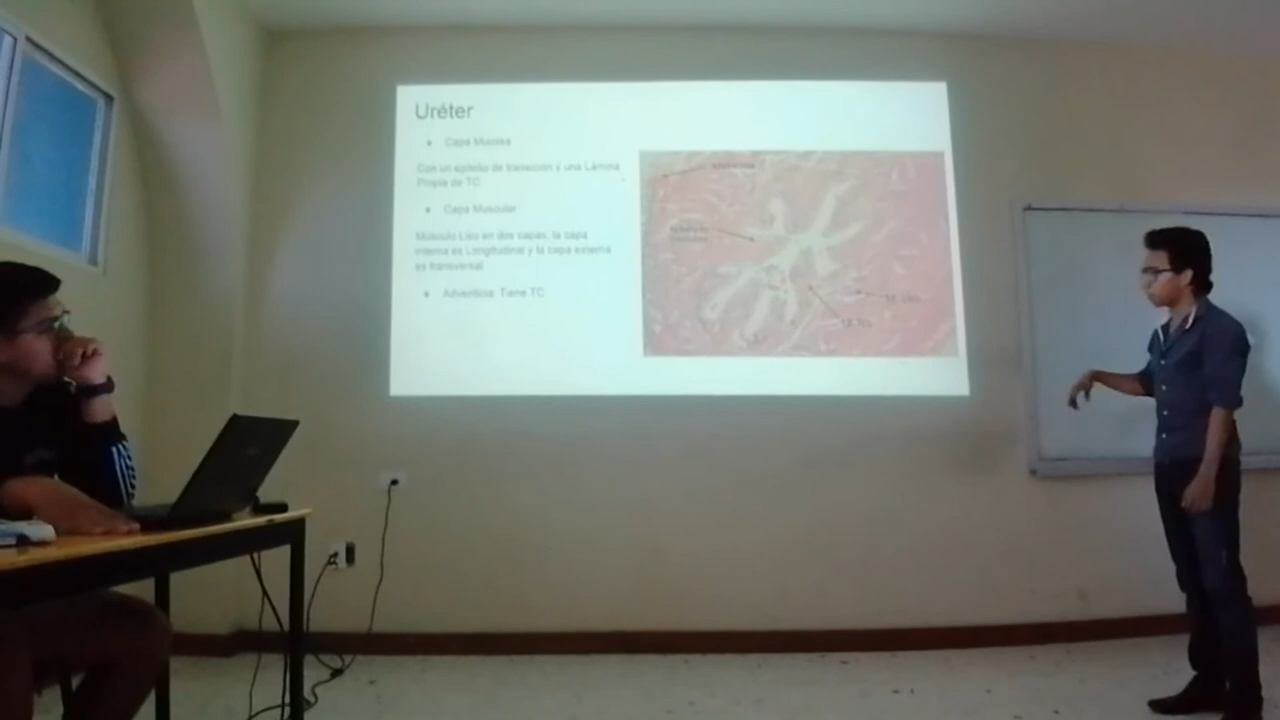 Uréter
Capa Mucosa
Con un epitelio de transición y una Lámina
Propia de TC
Capa Muscular
Músculo Liso en dos capas, la capa
interna es Longitudinal y la capa externa
es transversal
Adventicia: Tiene TC